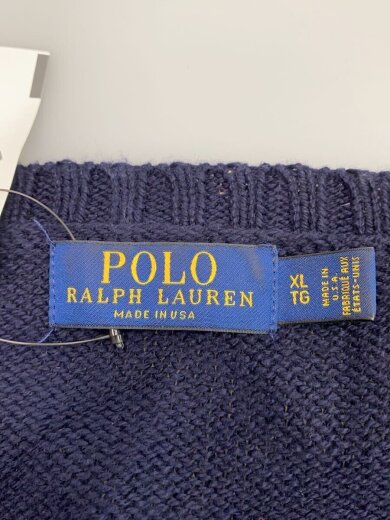 POLO
RALPH LAUREN
MADE IN USA
XL
TG
MADE IN
U.S.A.
FABRIQUÉ AUX
ÉTATS-UNIS